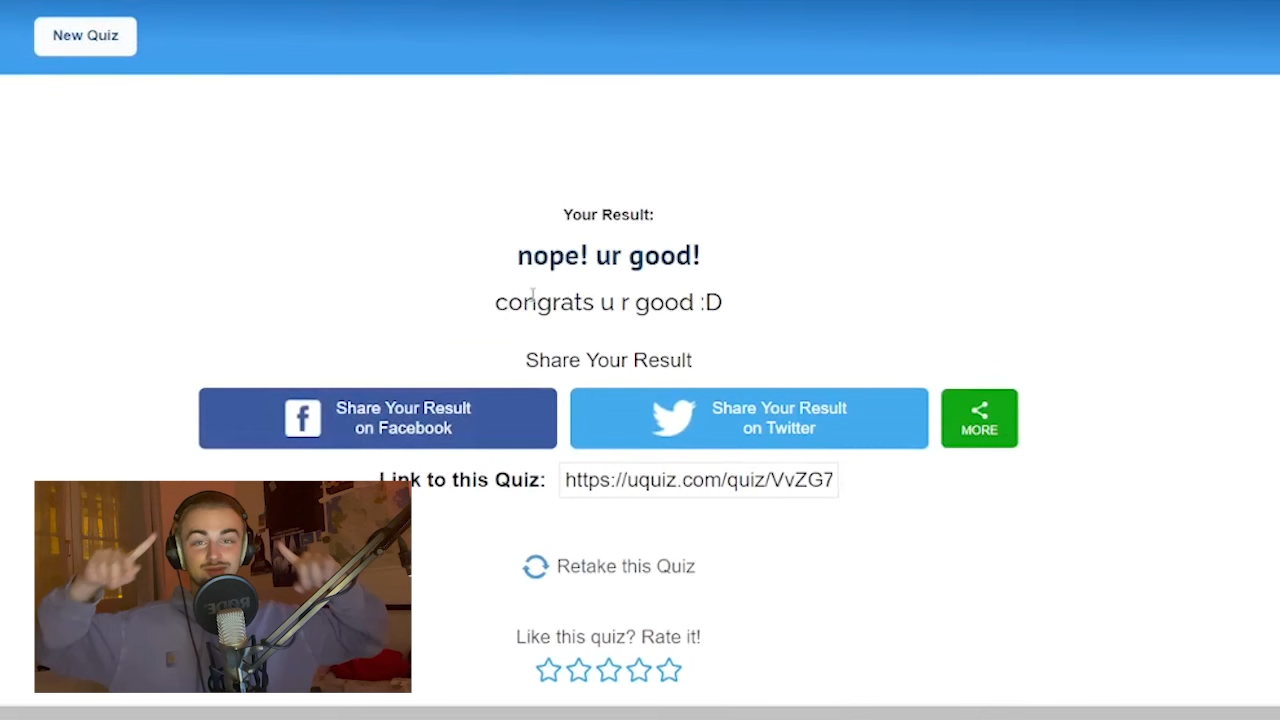 New Quiz
Your Result:
nope! ur good!
congrats u r good :D
Share Your Result
Share Your Result
on Facebook
Share Your Result
on Twitter
MORE
Link to this Quiz:
https://uquiz.com/quiz/VvZG7
Retake this Quiz
Like this quiz? Rate it!
RODE